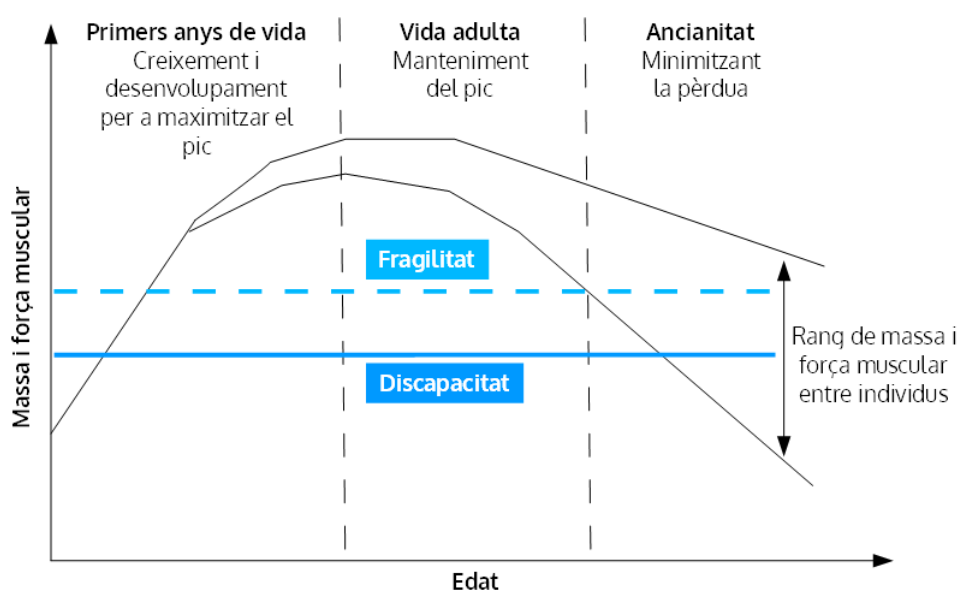 Primers anys de vida
Creixement i
desenvolupament
per a maximitzar el
pic
Vida adulta
Manteniment
del pic
Ancianitat
Minimitzant
la pèrdua
Massa i força muscular
Fragilitat
Discapacitat
Rang de massa i
força muscular
entre individus
Edat